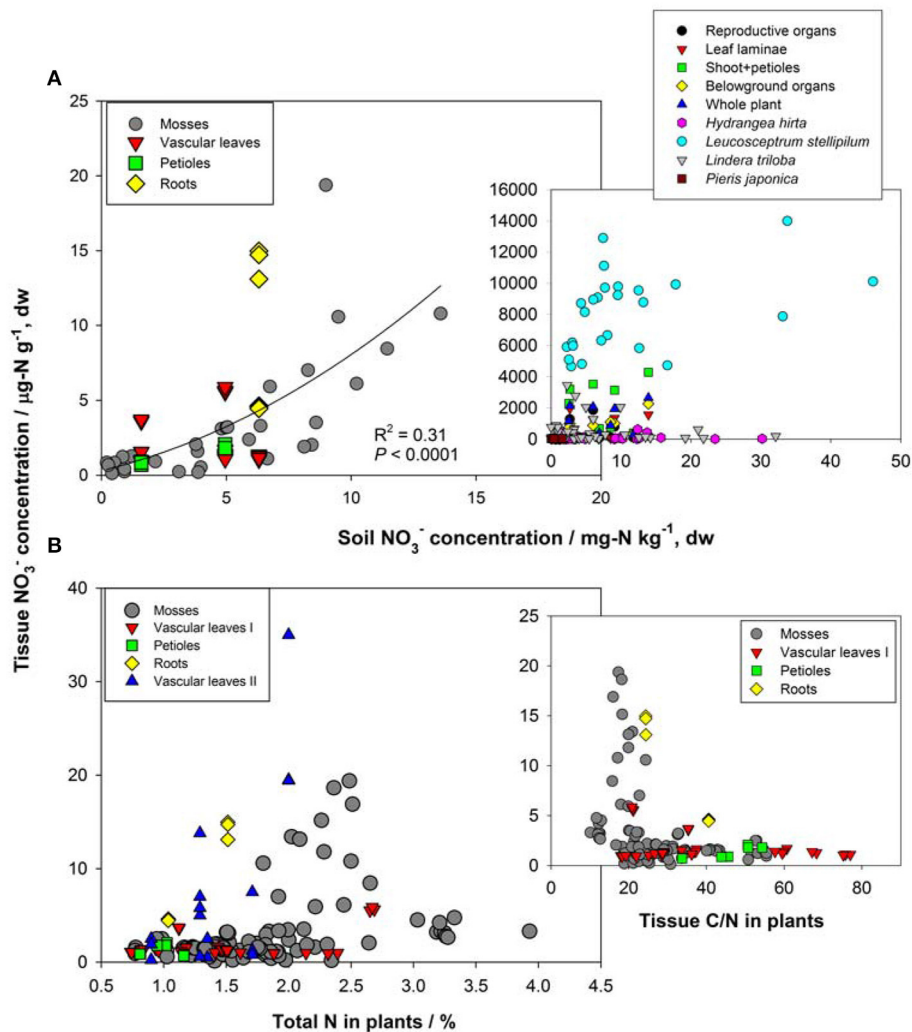 A
25
20
15
10
5
0
Mosses
Vascular leaves
Petioles
Roots
R² = 0.31
P < 0.0001
0 5 10 15 20
Reproductive organs
Leaf laminae
Shoot+petioles
Belowground organs
Whole plant
Hydrangea hirta
Leucosceptrum stellipilum
Lindera triloba
Pieris japonica
16000
14000
12000
10000
8000
6000
4000
2000
0
0 10 20 30 40 50
Soil NO₃⁻ concentration / mg-N kg⁻¹, dw
Tissue NO₃⁻ concentration / µg-N g⁻¹, dw
B
40
30
20
10
0
Mosses
Vascular leaves I
Petioles
Roots
Vascular leaves II
0.5 1.0 1.5 2.0 2.5 3.0 3.5 4.0 4.5
Total N in plants / %
25
20
15
10
5
0
Mosses
Vascular leaves I
Petioles
Roots
0 20 40 60 80
Tissue C/N in plants